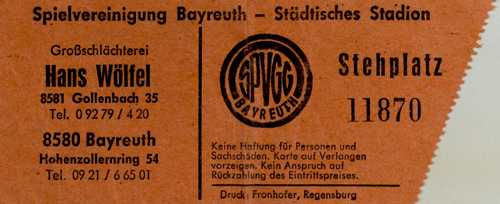 Spielvereinigung Bayreuth – Städtisches Stadion
Großschlächterei
Hans Wölfel
8581 Gollenbach 35
Tel. 0 92 79 / 4 20
8580 Bayreuth
Hohenzollernring 54
Tel. 09 21 / 6 65 01
SPVGG
BAYREUTH
Stehplatz
11870
Keine Haftung für Personen und
Sachschäden. Karte auf Verlangen
vorzeigen. Kein Anspruch auf
Rückzahlung des Eintrittspreises.
Druck: Fronhofer, Regensburg